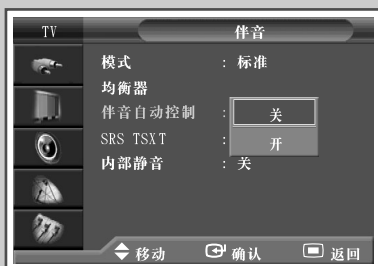 TV 伴音
模式 : 标准
均衡器
伴音自动控制 : 关
开
SRS TSXT :
内部静音 : 关
移动 确认 返回